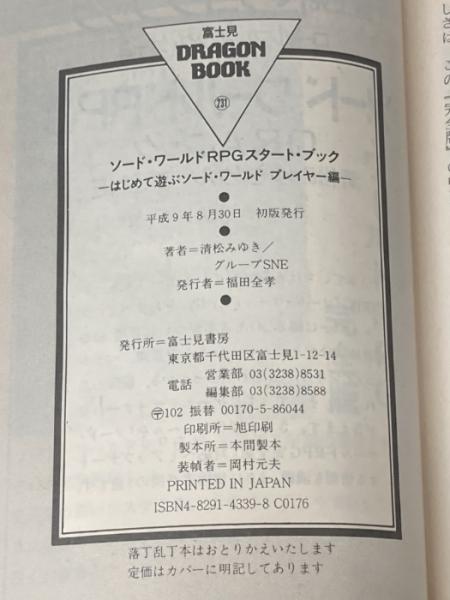 富士見
DRAGON
BOOK
231
ソード・ワールドRPGスタート・ブック
―はじめて遊ぶソード・ワールド プレイヤー編―
平成9年8月30日 初版発行
著者=清松みゆき/
グループSNE
発行者=福田全孝
発行所=富士見書房
東京都千代田区富士見1-12-14
電話 営業部 03(3238)8531
編集部 03(3238)8588
〒102 振替 00170-5-86044
印刷所=旭印刷
製本所=本間製本
装幀者=岡村元夫
PRINTED IN JAPAN
ISBN4-8291-4339-8 C0176
落丁乱丁本はおとりかえいたします
定価はカバーに明記してあります